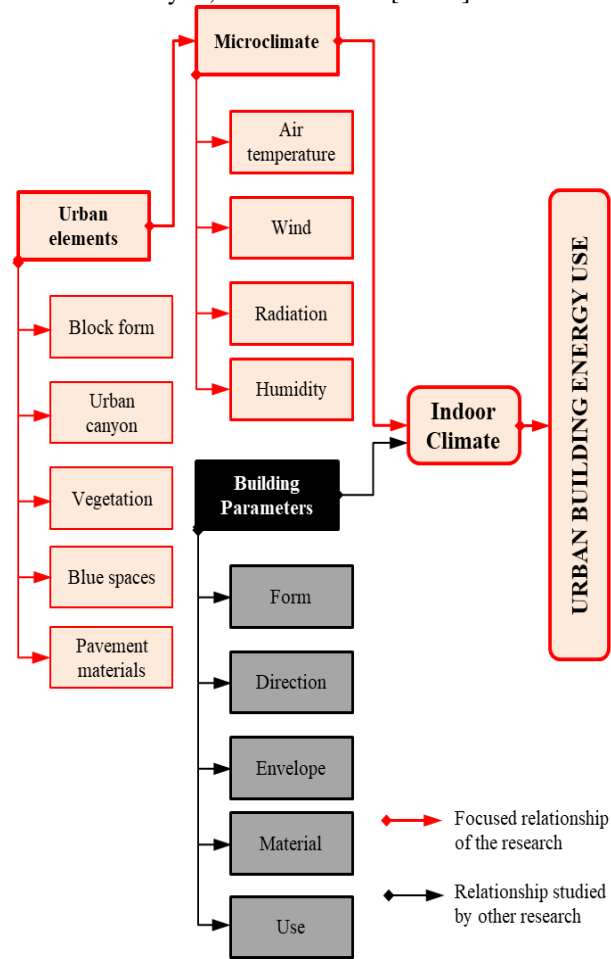 Microclimate
Air
temperature
Wind
Radiation
Humidity
Urban
elements
Block form
Urban
canyon
Vegetation
Blue spaces
Pavement
materials
Building
Parameters
Form
Direction
Envelope
Material
Use
Indoor
Climate
URBAN BUILDING ENERGY USE
Focused relationship
of the research
Relationship studied
by other research